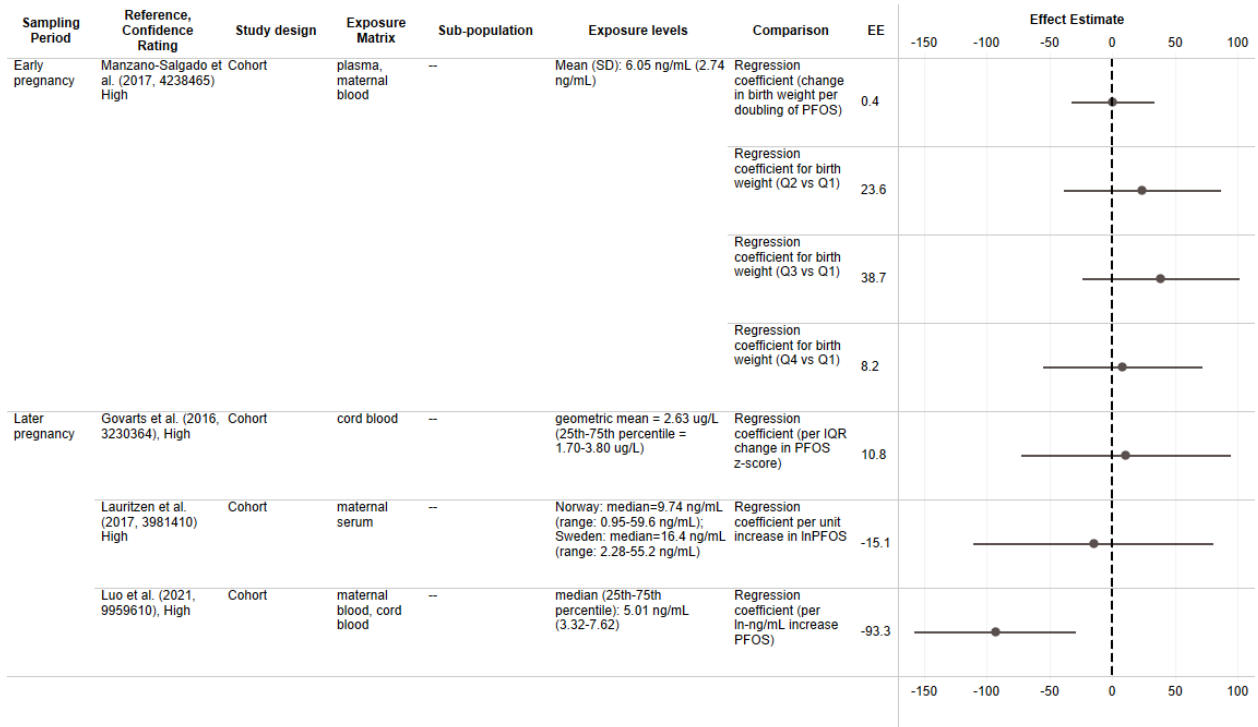 Sampling Period
Reference, Confidence Rating
Study design
Exposure Matrix
Sub-population
Exposure levels
Comparison
EE
Effect Estimate
-150 -100 -50 0 50 100
Early pregnancy
Manzano-Salgado et al. (2017, 4238465) High
Cohort
plasma, maternal blood
--
Mean (SD): 6.05 ng/mL (2.74 ng/mL)
Regression coefficient (change in birth weight per doubling of PFOS)
0.4
Regression coefficient for birth weight (Q2 vs Q1)
23.6
Regression coefficient for birth weight (Q3 vs Q1)
38.7
Regression coefficient for birth weight (Q4 vs Q1)
8.2
Later pregnancy
Govarts et al. (2016, 3230364), High
Cohort
cord blood
--
geometric mean = 2.63 ug/L (25th-75th percentile = 1.70-3.80 ug/L)
Regression coefficient (per IQR change in PFOS z-score)
10.8
Lauritzen et al. (2017, 3981410) High
Cohort
maternal serum
--
Norway: median=9.74 ng/mL (range: 0.95-59.6 ng/mL); Sweden: median=16.4 ng/mL (range: 2.28-55.2 ng/mL)
Regression coefficient per unit increase in lnPFOS
-15.1
Luo et al. (2021, 9959610), High
Cohort
maternal blood, cord blood
--
median (25th-75th percentile): 5.01 ng/mL (3.32-7.62)
Regression coefficient (per ln-ng/mL increase PFOS)
-93.3
-150 -100 -50 0 50 100